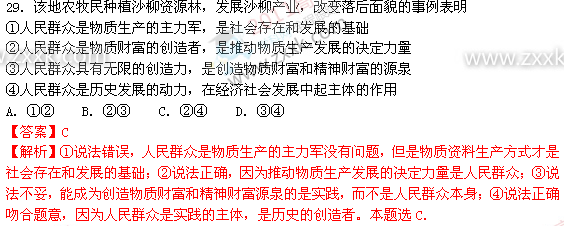 29. 该地农牧民种植沙柳资源林，发展沙柳产业，改变落后面貌的事例表明
①人民群众是物质生产的主力军，是社会存在和发展的基础
②人民群众是物质财富的创造者，是推动物质生产发展的决定力量
③人民群众具有无限的创造力，是创造物质财富和精神财富的源泉
④人民群众是历史发展的动力，在经济社会发展中起主体的作用
A. ①② B. ②③ C. ②④ D. ③④
【答案】C
【解析】①说法错误，人民群众是物质生产的主力军没有问题，但是物质资料生产方式才是
社会存在和发展的基础；②说法正确，因为推动物质生产发展的决定力量是人民群众；③说
法不妥，能成为创造物质财富和精神财富源泉的是实践，而不是人民群众本身；④说法正确
吻合题意，因为人民群众是实践的主体，是历史的创造者。本题选 C.